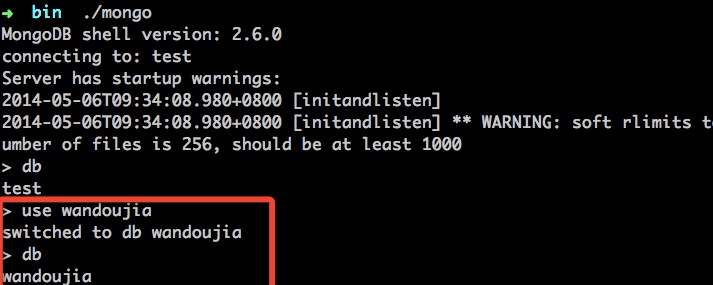 ➜ bin ./mongo
MongoDB shell version: 2.6.0
connecting to: test
Server has startup warnings:
2014-05-06T09:34:08.980+0800 [initandlisten]
2014-05-06T09:34:08.980+0800 [initandlisten] ** WARNING: soft rlimits
umber of files is 256, should be at least 1000
> db
test
> use wandoujia
switched to db wandoujia
> db
wandoujia